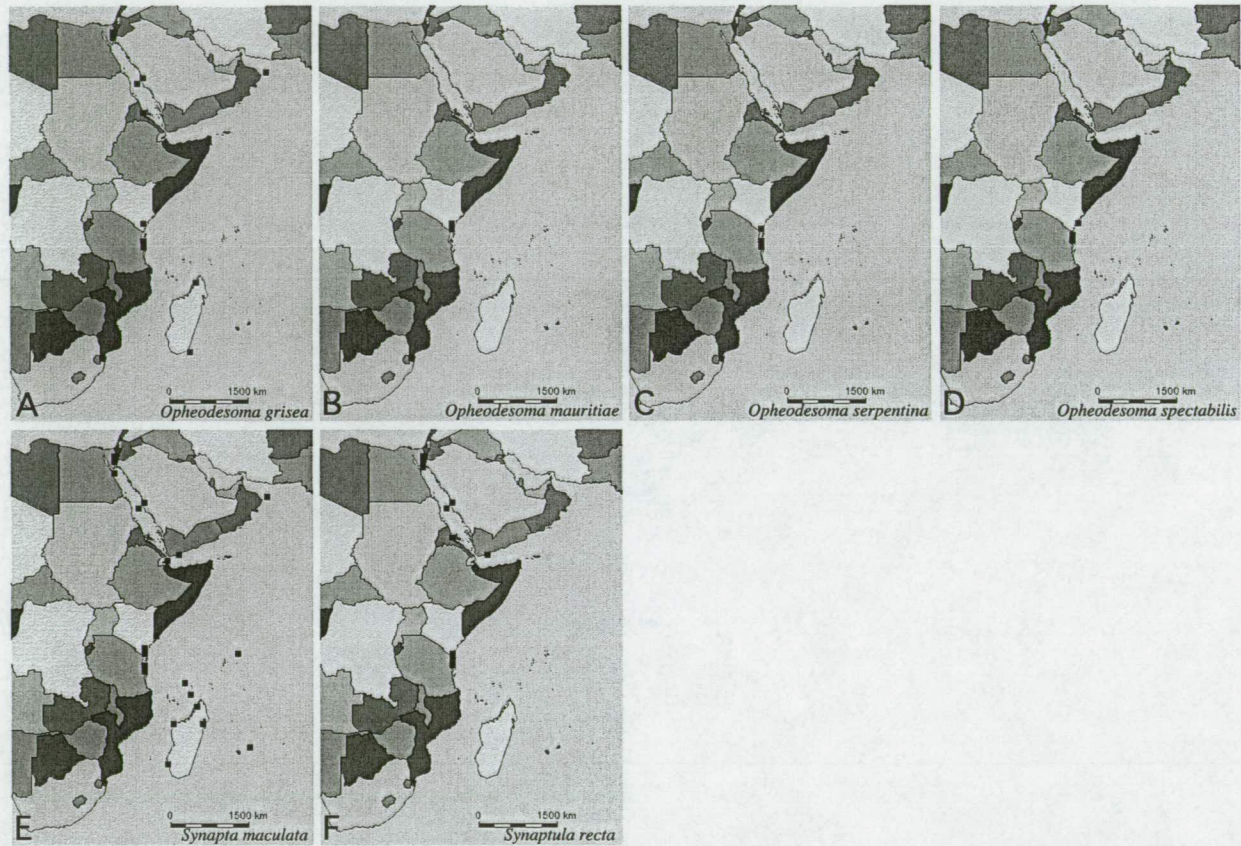 A
0 1500 km
Opheodesoma grisea
B
0 1500 km
Opheodesoma mauritiae
C
0 1500 km
Opheodesoma serpentina
D
0 1500 km
Opheodesoma spectabilis
E
0 1500 km
Synapta maculata
F
0 1500 km
Synaptula recta